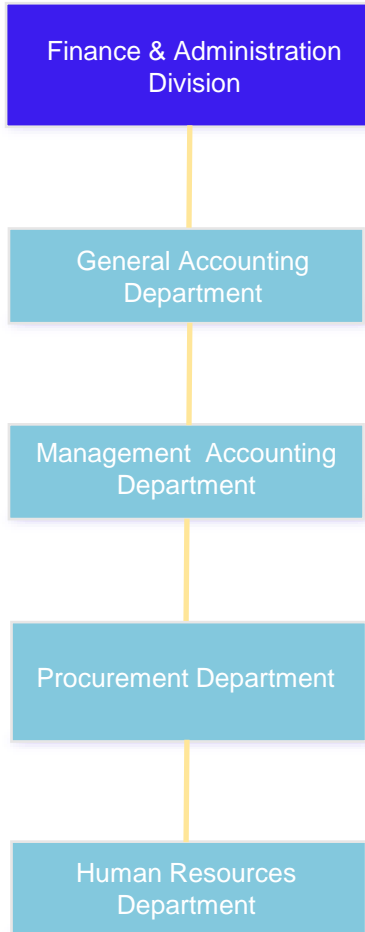 Finance & Administration
Division
General Accounting
Department
Management  Accounting
Department
Procurement Department
Human Resources
Department